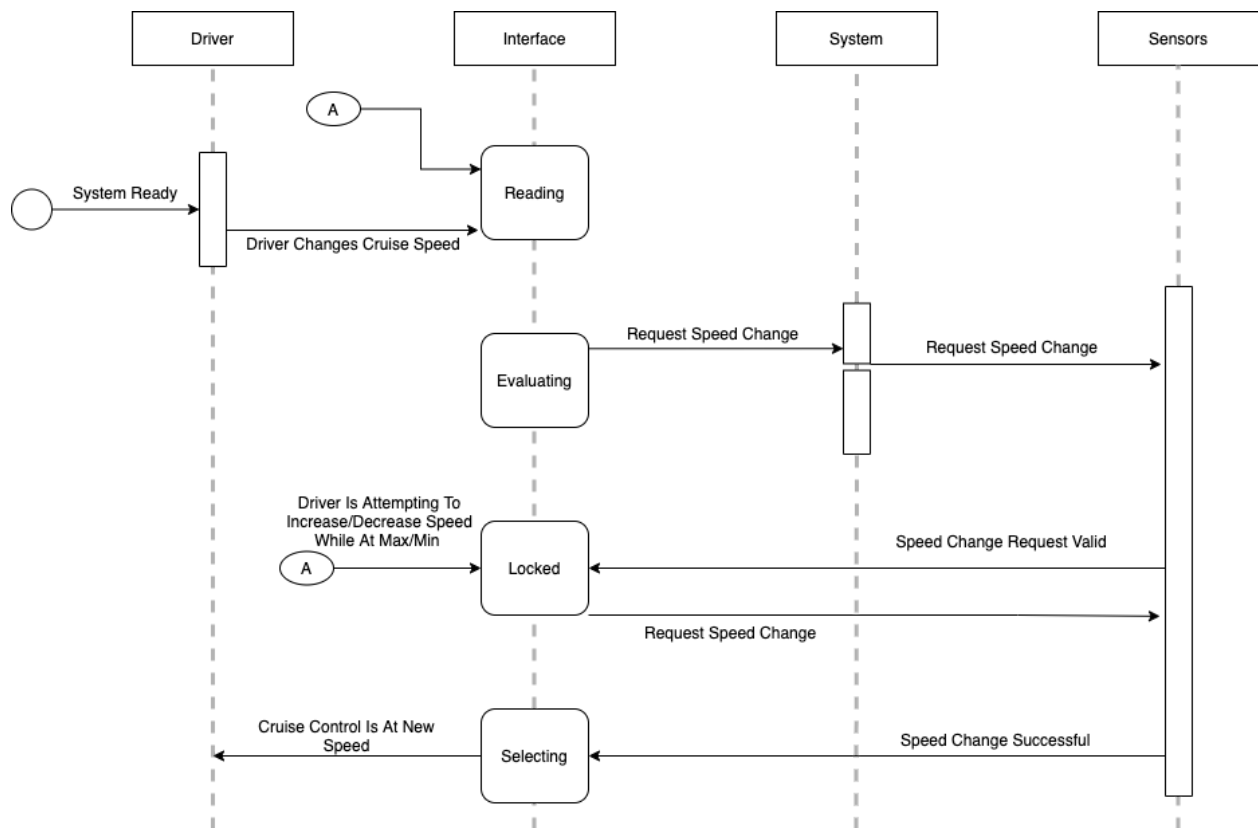 Driver
Interface
System
Sensors
A
System Ready
Reading
Driver Changes Cruise Speed
Request Speed Change
Request Speed Change
Evaluating
Driver Is Attempting To
Increase/Decrease Speed
While At Max/Min
A
Locked
Speed Change Request Valid
Request Speed Change
Cruise Control Is At New
Speed
Selecting
Speed Change Successful